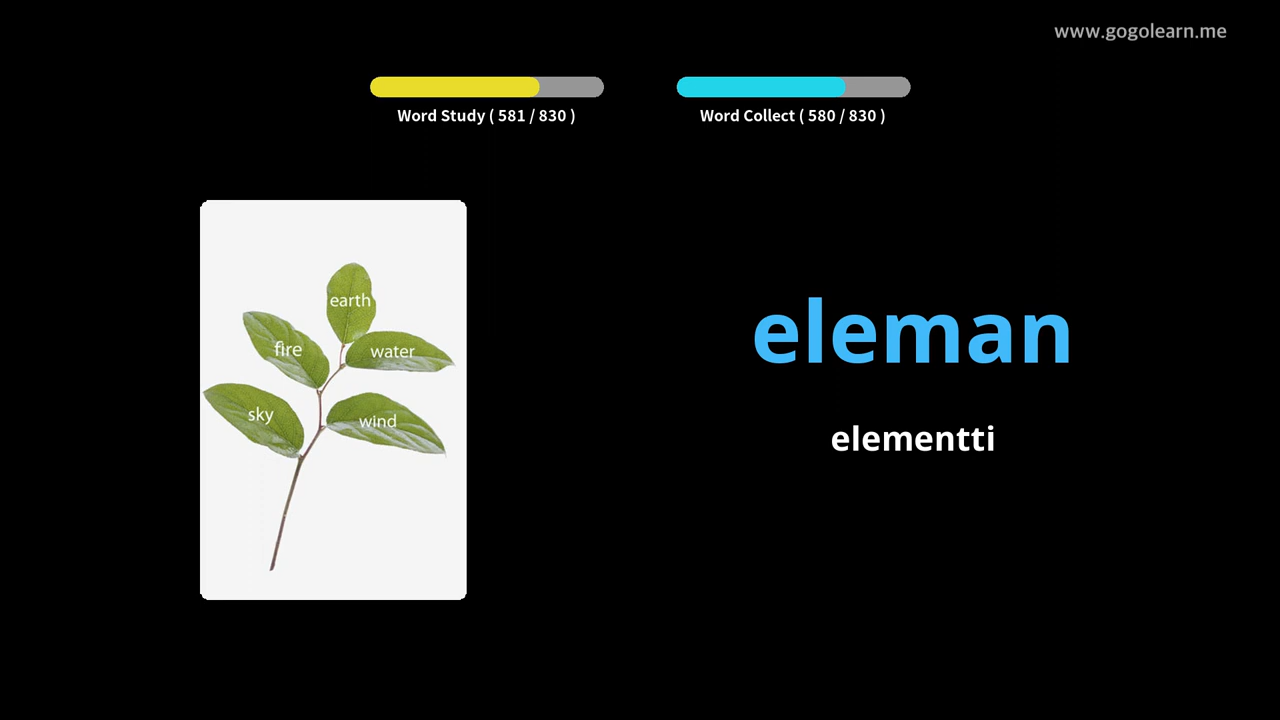 www.gogolearn.me
Word Study ( 581 / 830 )
Word Collect ( 580 / 830 )
earth
fire
water
sky
wind
eleman
elementti